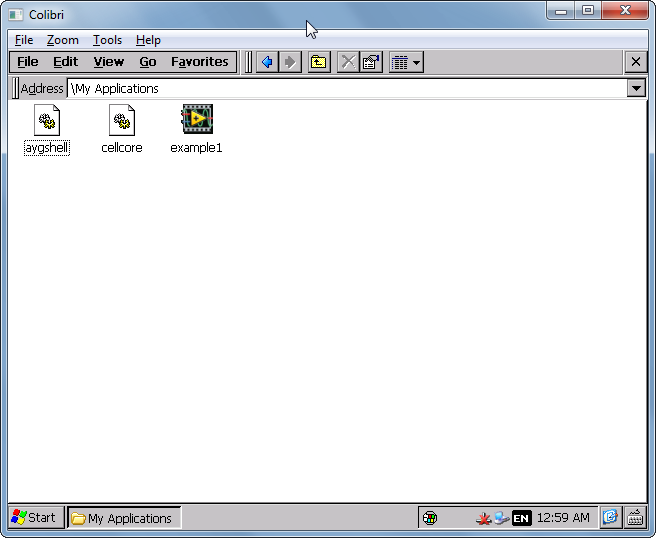 Colibri
File Zoom Tools Help
File Edit View Go Favorites
Address \My Applications
aygshell cellcore example1
Start My Applications EN 12:59 AM